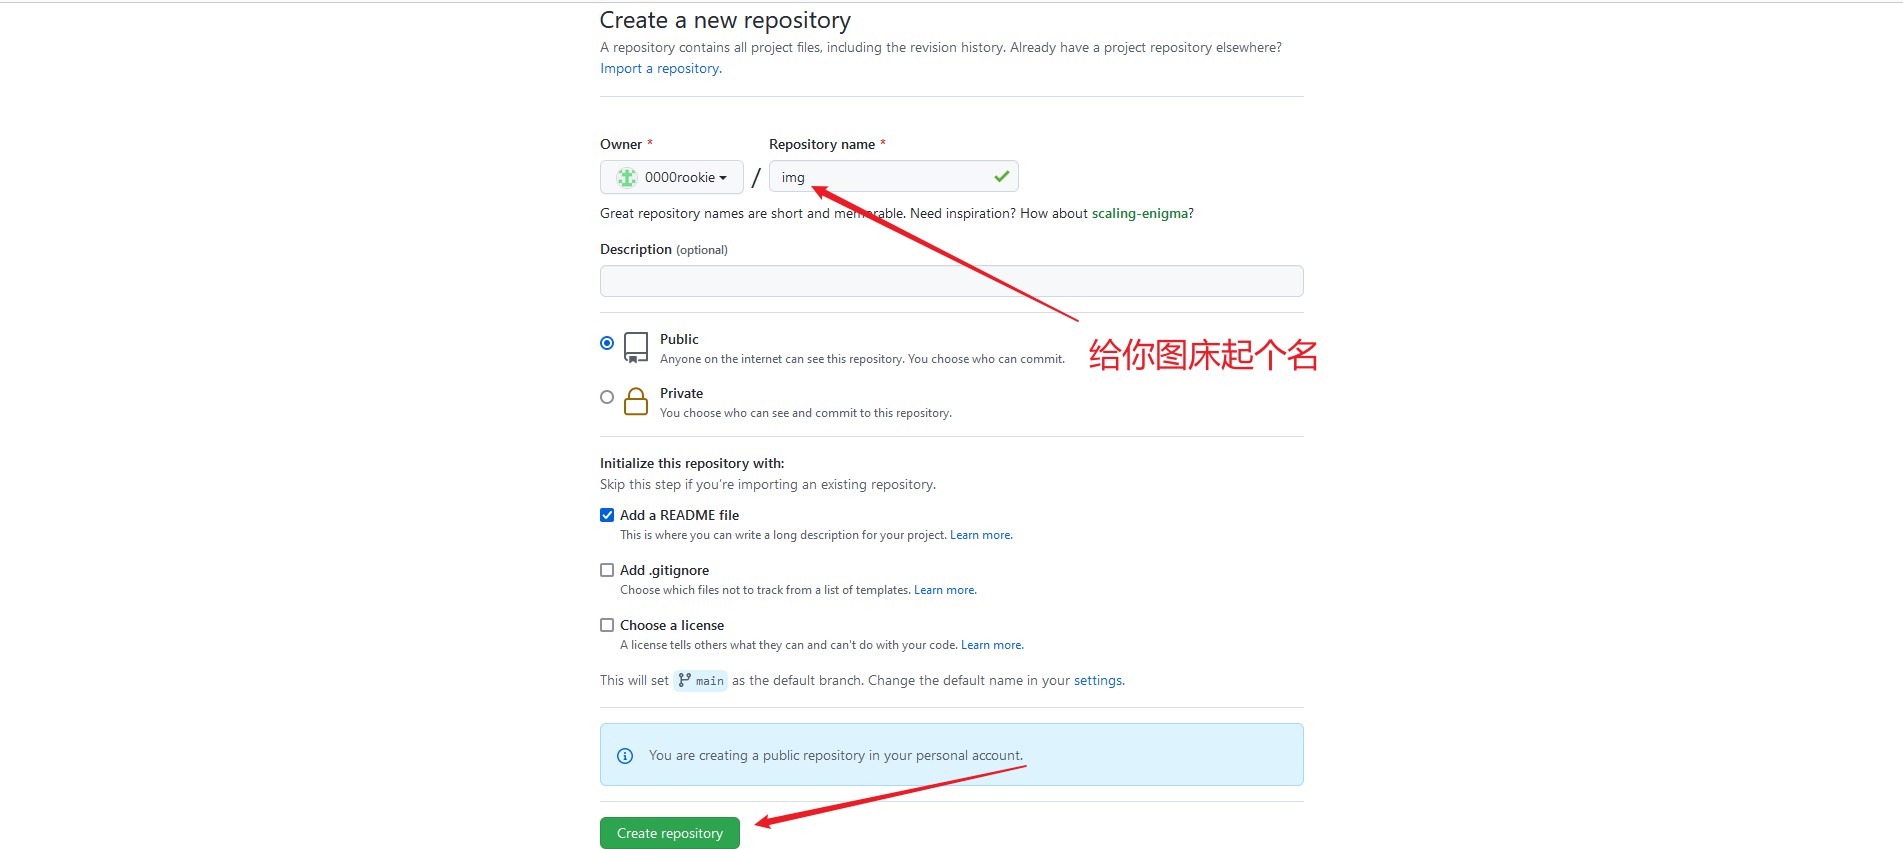 Create a new repository
A repository contains all project files, including the revision history. Already have a project repository elsewhere?
Import a repository.
Owner * Repository name *
0000rookie / img
Great repository names are short and memorable. Need inspiration? How about scaling-enigma?
Description (optional)
Public
Anyone on the internet can see this repository. You choose who can commit.
给你图床起个名
Private
You choose who can see and commit to this repository.
Initialize this repository with:
Skip this step if you're importing an existing repository.
Add a README file
This is where you can write a long description for your project. Learn more.
Add .gitignore
Choose which files not to track from a list of templates. Learn more.
Choose a license
A license tells others what they can and can't do with your code. Learn more.
This will set main as the default branch. Change the default name in your settings.
You are creating a public repository in your personal account.
Create repository